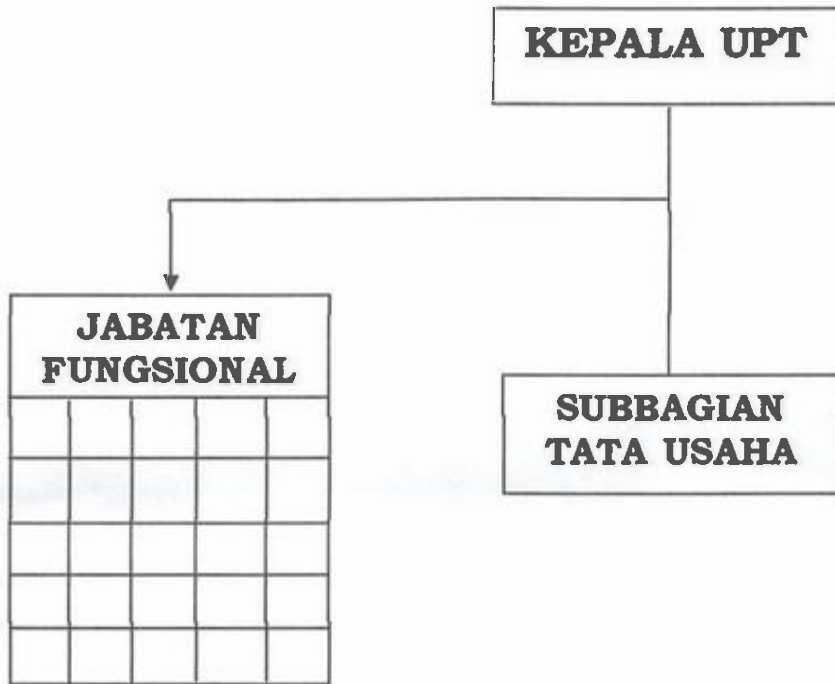 KEPALA UPT
JABATAN
FUNGSIONAL
SUBBAGIAN
TATA USAHA